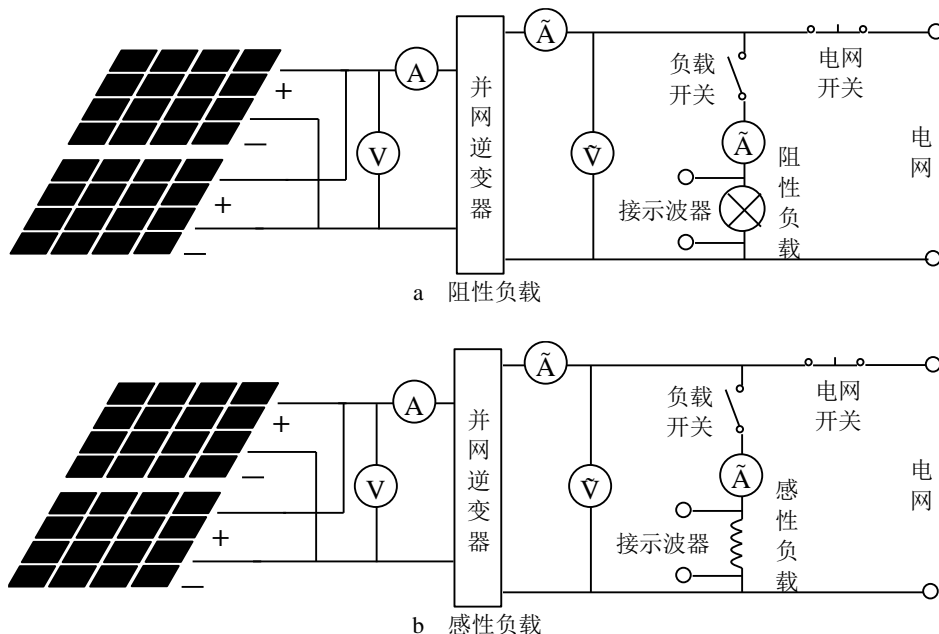 Ã
负载
开关
电网
开关
+
A
并网逆变器
电网
—
V
Ṽ
Ã
阻性负载
+
接示波器
—
a 阻性负载
Ã
负载
开关
电网
开关
+
A
并网逆变器
电网
—
V
Ṽ
Ã
感性负载
+
接示波器
—
b 感性负载